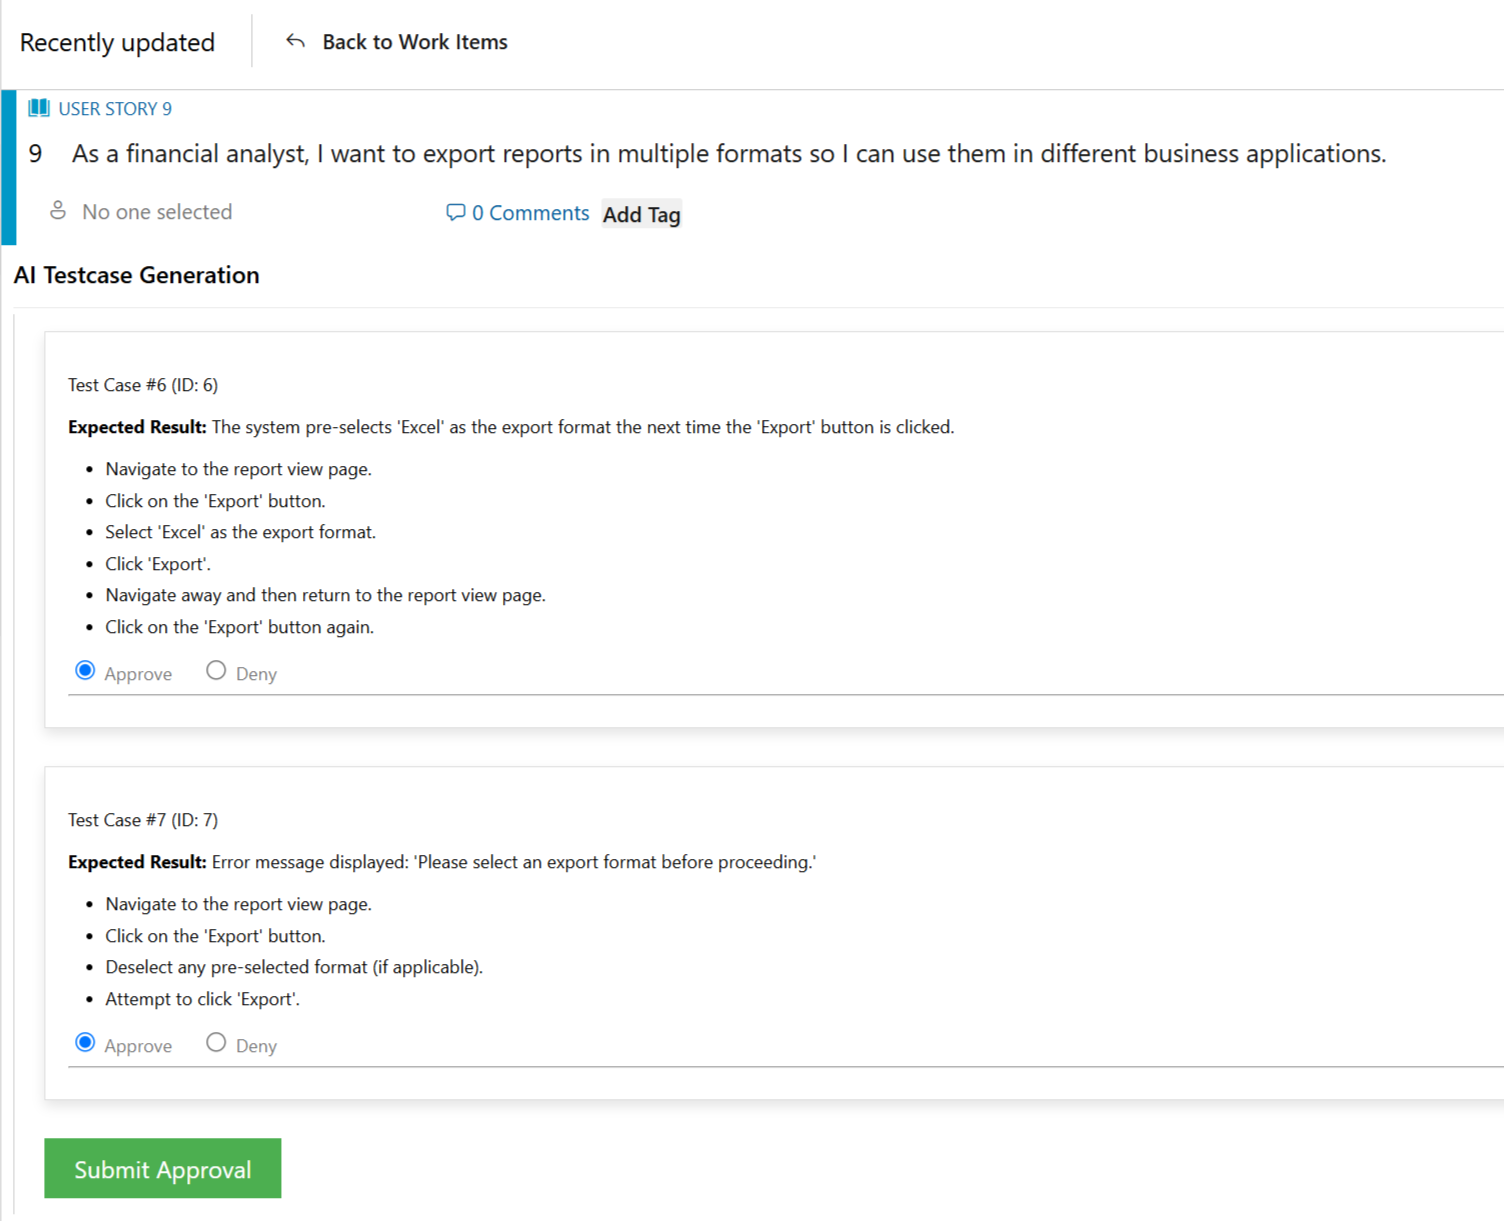 Recently updated
Back to Work Items
USER STORY 9
9 As a financial analyst, I want to export reports in multiple formats so I can use them in different business applications.
No one selected
0 Comments
Add Tag
AI Testcase Generation
Test Case #6 (ID: 6)
Expected Result: The system pre-selects 'Excel' as the export format the next time the 'Export' button is clicked.
• Navigate to the report view page.
• Click on the 'Export' button.
• Select 'Excel' as the export format.
• Click 'Export'.
• Navigate away and then return to the report view page.
• Click on the 'Export' button again.
Approve Deny
Test Case #7 (ID: 7)
Expected Result: Error message displayed: 'Please select an export format before proceeding.'
• Navigate to the report view page.
• Click on the 'Export' button.
• Deselect any pre-selected format (if applicable).
• Attempt to click 'Export'.
Approve Deny
Submit Approval